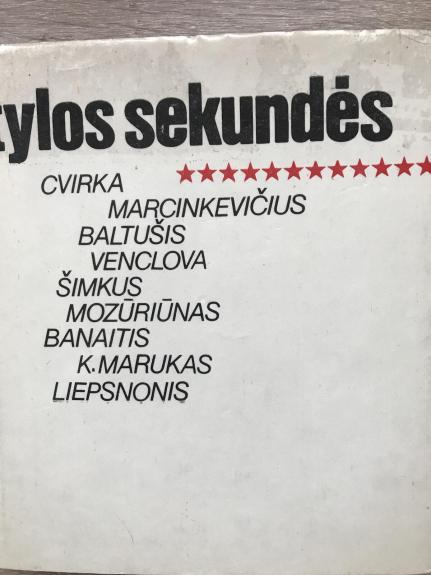 tylos sekundės
CVIRKA
MARCINKEVIČIUS
BALTUŠIS
VENCLOVA
ŠIMKUS
MOZŪRIŪNAS
BANAITIS
K. MARUKAS
LIEPSNONIS